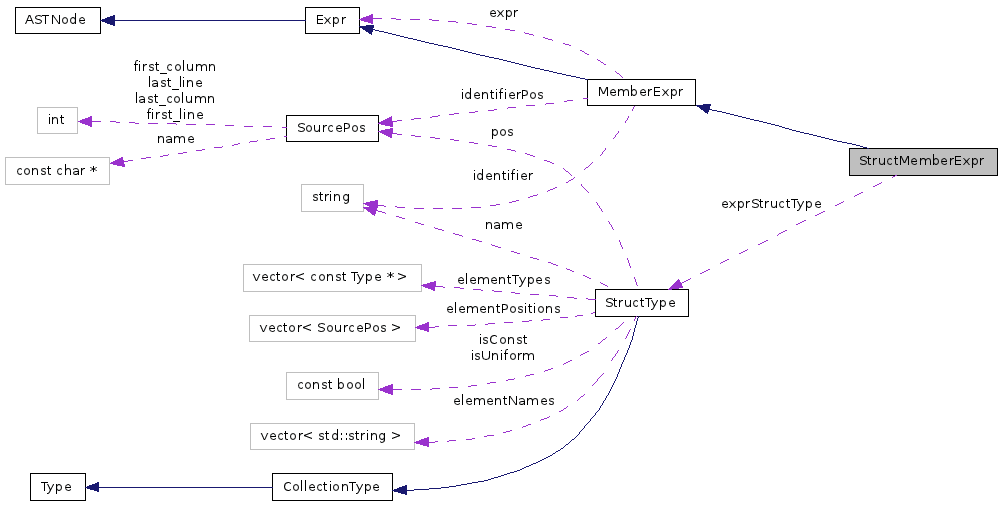 ASTNode
Expr
expr
first_column
last_line
last_column
first_line
identifierPos
MemberExpr
int
name
SourcePos
pos
StructMemberExpr
const char *
string
identifier
exprStructType
name
vector< const Type * >
elementTypes
StructType
elementPositions
vector< SourcePos >
isConst
isUniform
const bool
elementNames
vector< std::string >
Type
CollectionType